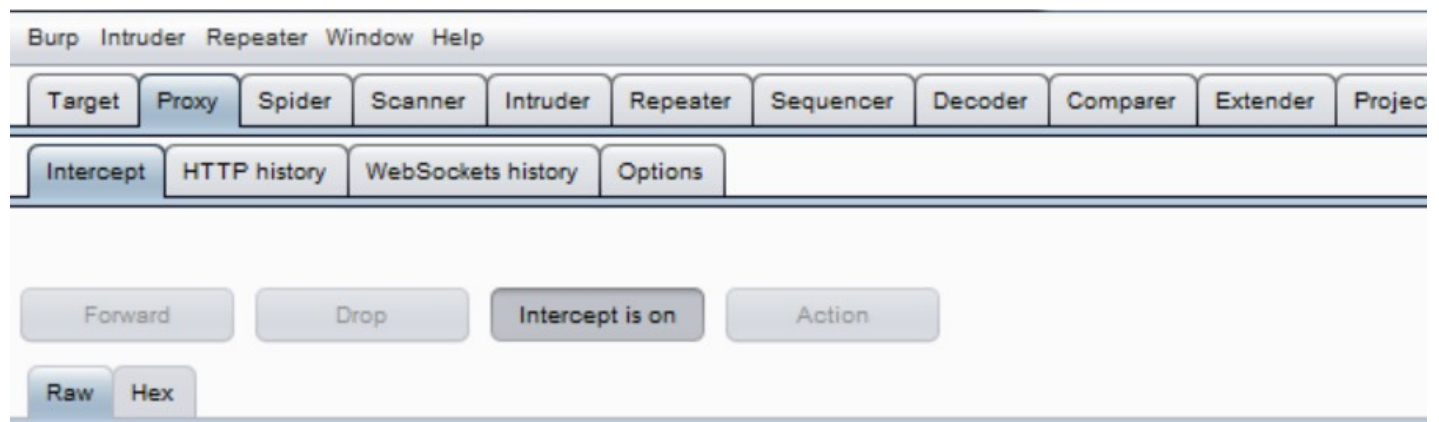 Burp Intruder Repeater Window Help
Target Proxy Spider Scanner Intruder Repeater Sequencer Decoder Comparer Extender Projec
Intercept HTTP history WebSockets history Options
Forward Drop Intercept is on Action
Raw Hex